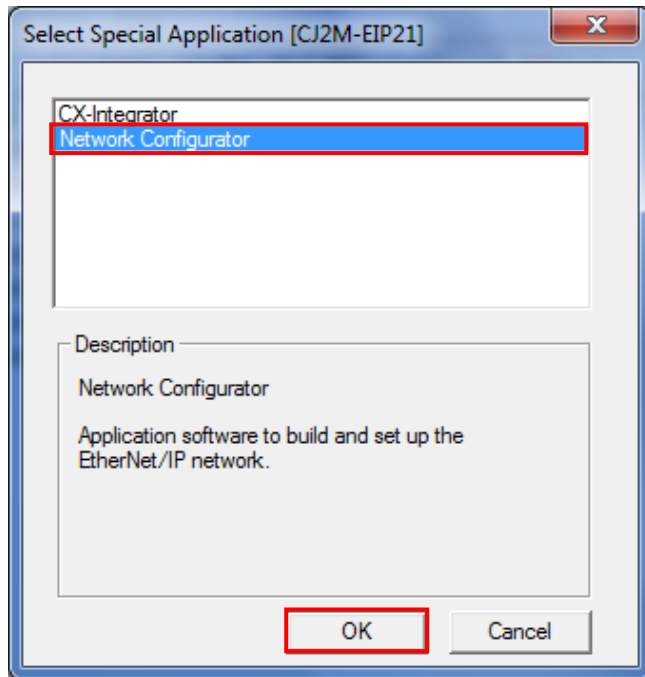 Select Special Application [CJ2M-EIP21]
CX-Integrator
Network Configurator
Description
Network Configurator
Application software to build and set up the
EtherNet/IP network.
OK
Cancel